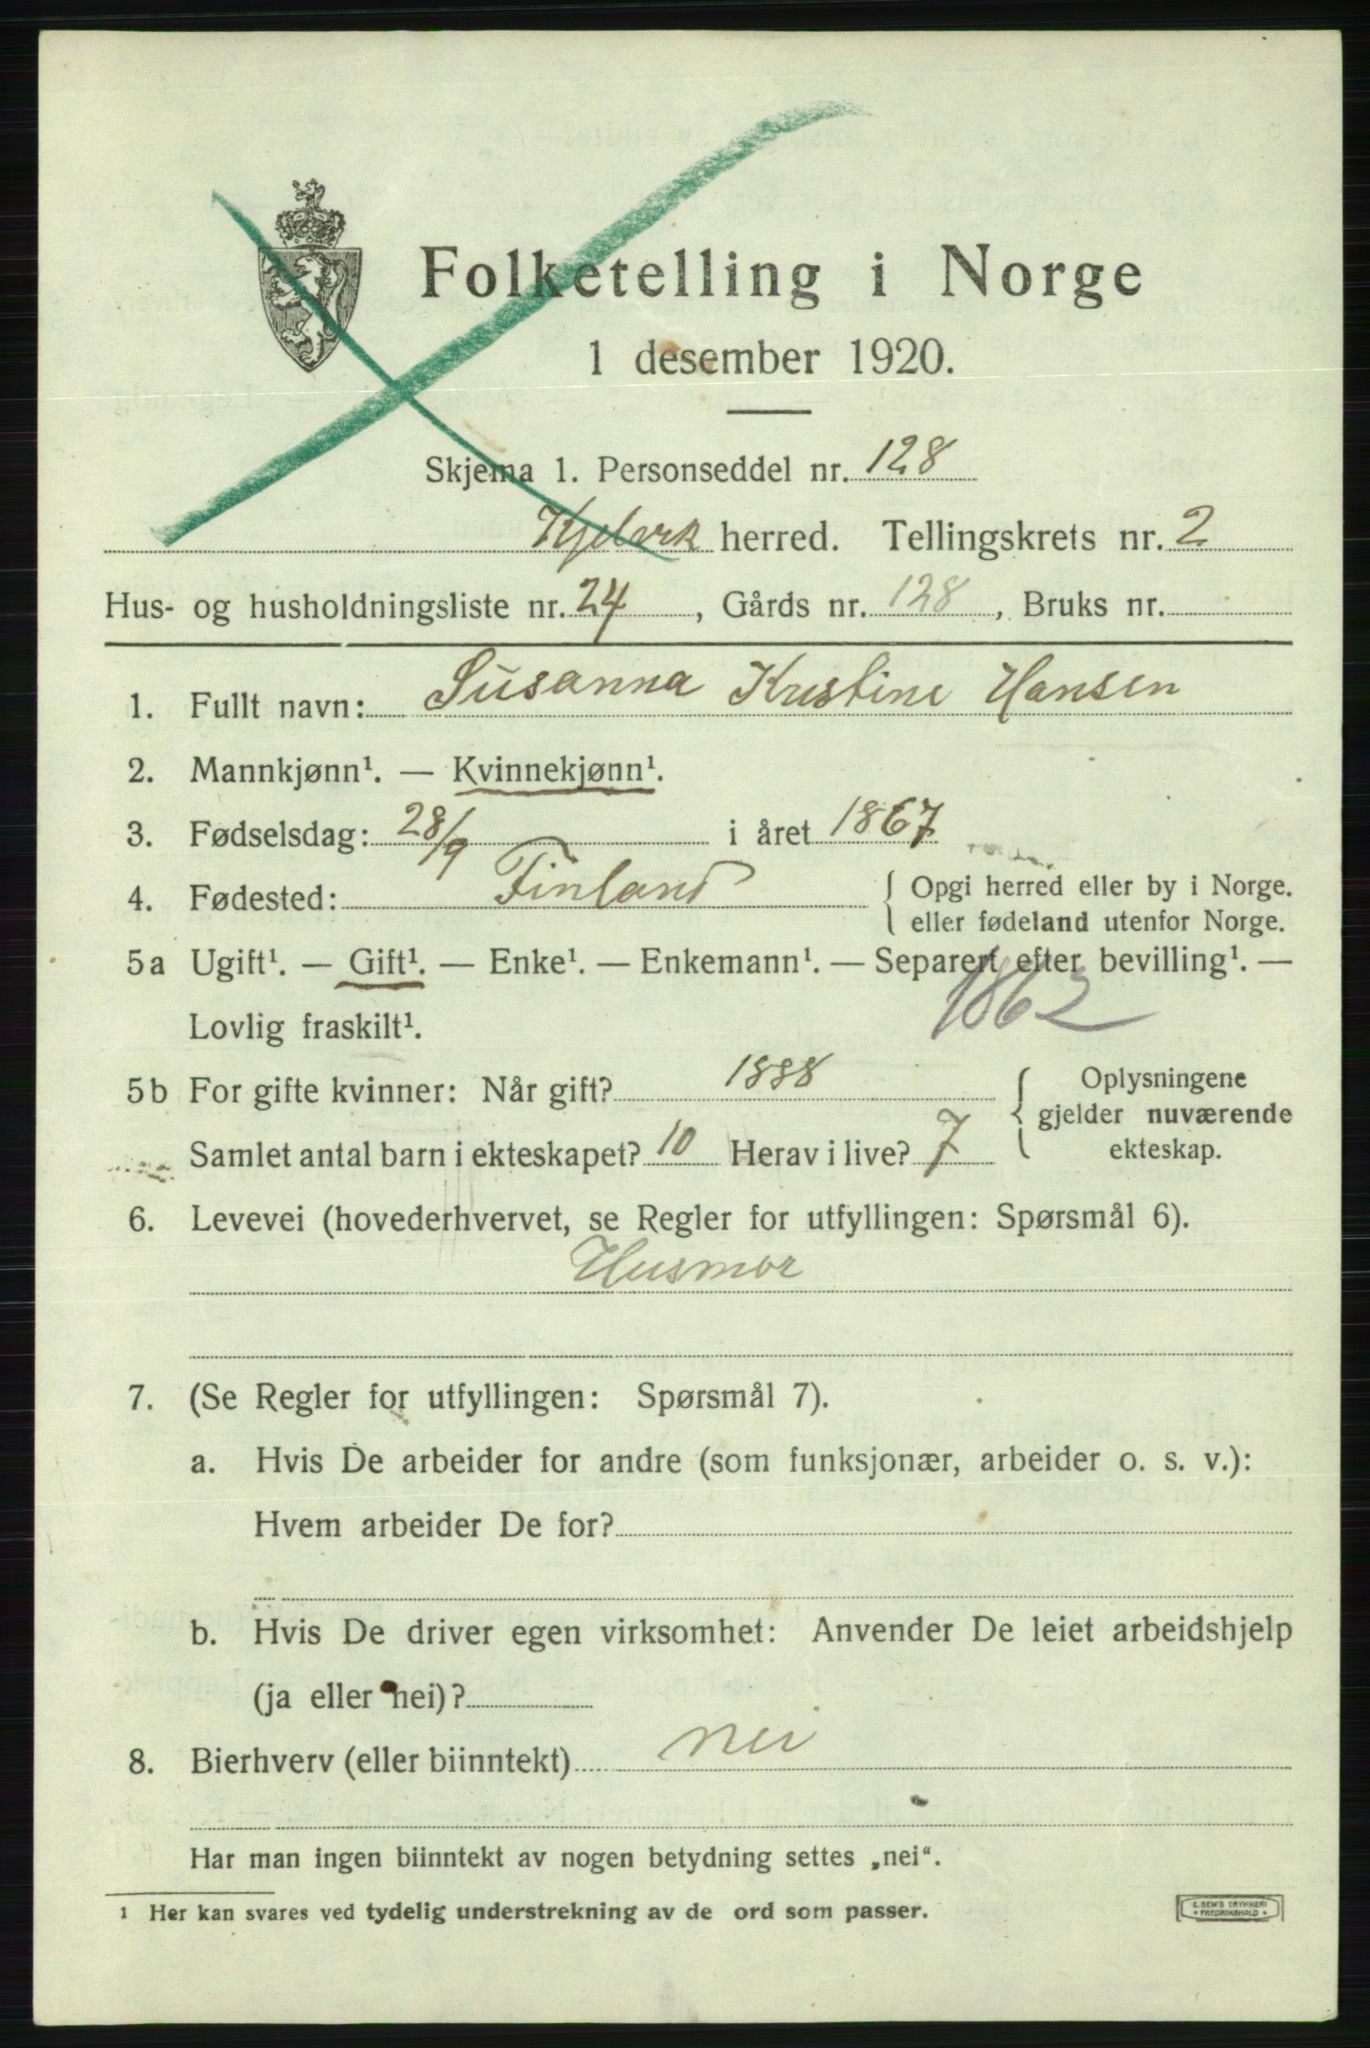 Folketelling i Norge
1 desember 1920.
Skjema 1. Personseddel nr. 128
Kjelvik herred. Tellingskrets nr. 2
Hus- og husholdningsliste nr. 24, Gårds nr. 128, Bruks nr.
1. Fullt navn: Susanna Kristine Hansen
2. Mannkjønn¹. — Kvinnekjønn¹.
3. Fødselsdag: 28/9 i året 1867
4. Fødested: Finland { Opgi herred eller by i Norge.
eller fødeland utenfor Norge.
5a Ugift¹. — Gift¹. — Enke¹. — Enkemann¹. — Separert efter bevilling¹. —
Lovlig fraskilt¹. 1862
5b For gifte kvinner: Når gift? 1888 { Oplysningene
gjelder nuværende
Samlet antal barn i ekteskapet? 10 Herav i live? 7 ekteskap.
6. Levevei (hovederhvervet, se Regler for utfyllingen: Spørsmål 6).
Husmor
7. (Se Regler for utfyllingen: Spørsmål 7).
a. Hvis De arbeider for andre (som funksjonær, arbeider o. s. v.):
Hvem arbeider De for?
b. Hvis De driver egen virksomhet: Anvender De leiet arbeidshjelp
(ja eller nei)?
8. Bierhverv (eller biinntekt) nei
Har man ingen biinntekt av nogen betydning settes „nei“.
¹ Her kan svares ved tydelig understrekning av de ord som passer.
E. SEM'S TRYKKERI
FREDRIKSHALD